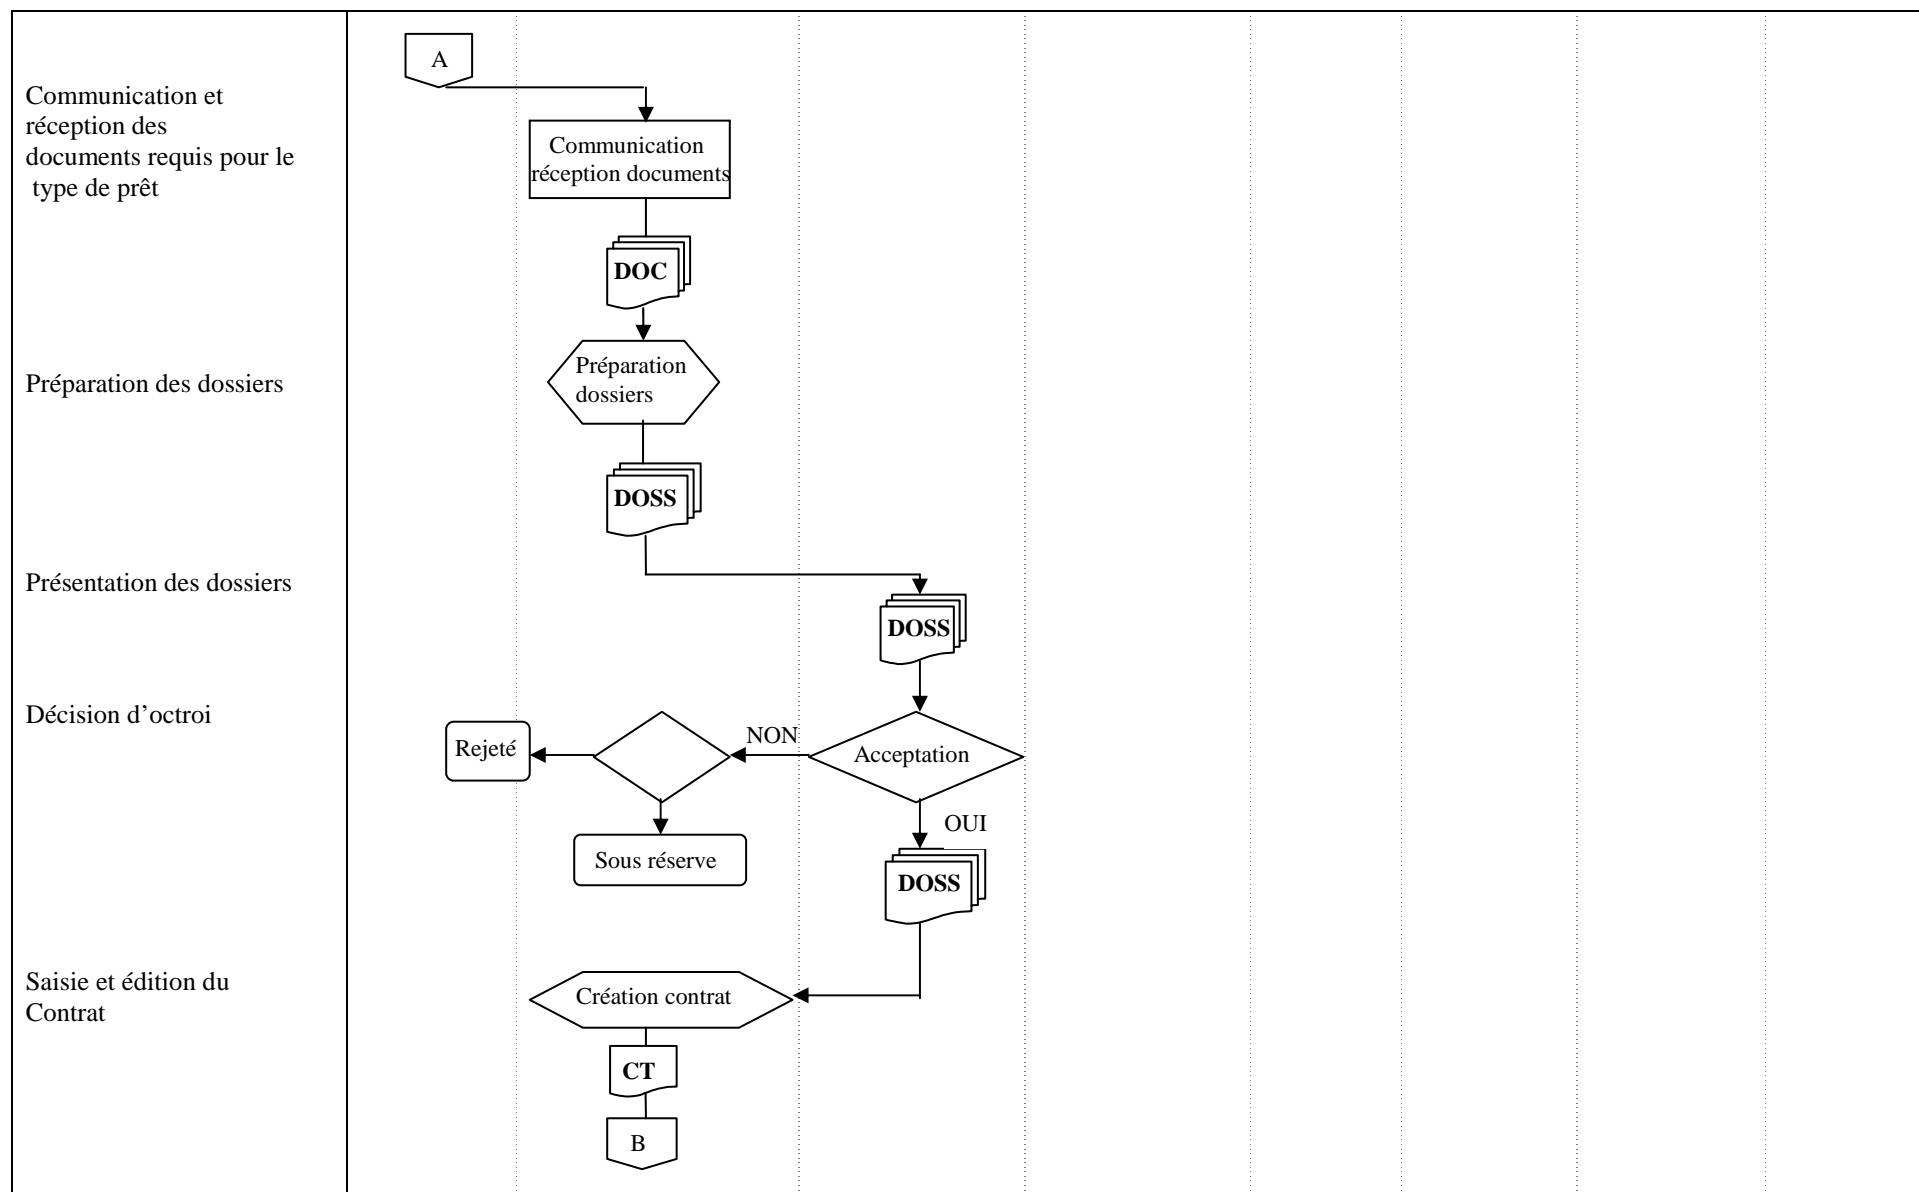 A
Communication et
réception des
documents requis pour le
type de prêt
Communication
réception documents
DOC
Préparation des dossiers
Préparation
dossiers
DOSS
Présentation des dossiers
DOSS
Décision d’octroi
Rejeté
NON
Acceptation
OUI
Sous réserve
DOSS
Saisie et édition du
Contrat
Création contrat
CT
B